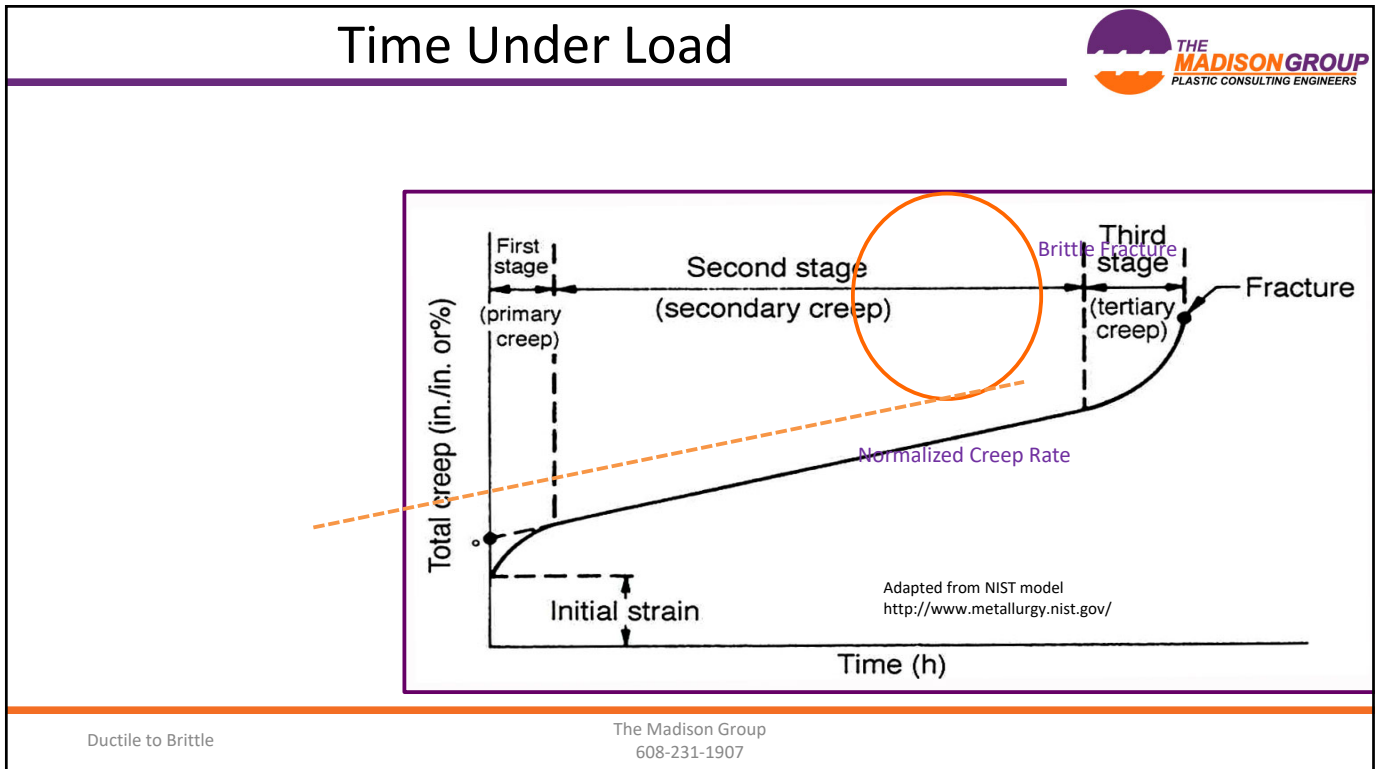 Time Under Load
THE
MADISON GROUP
PLASTIC CONSULTING ENGINEERS
First
stage
(primary
creep)
Second stage
(secondary creep)
Brittle Fracture
Third
stage
(tertiary
creep)
Fracture
Total creep (in./in. or%)
Normalized Creep Rate
Initial strain
Adapted from NIST model
http://www.metallurgy.nist.gov/
Time (h)
Ductile to Brittle
The Madison Group
608-231-1907